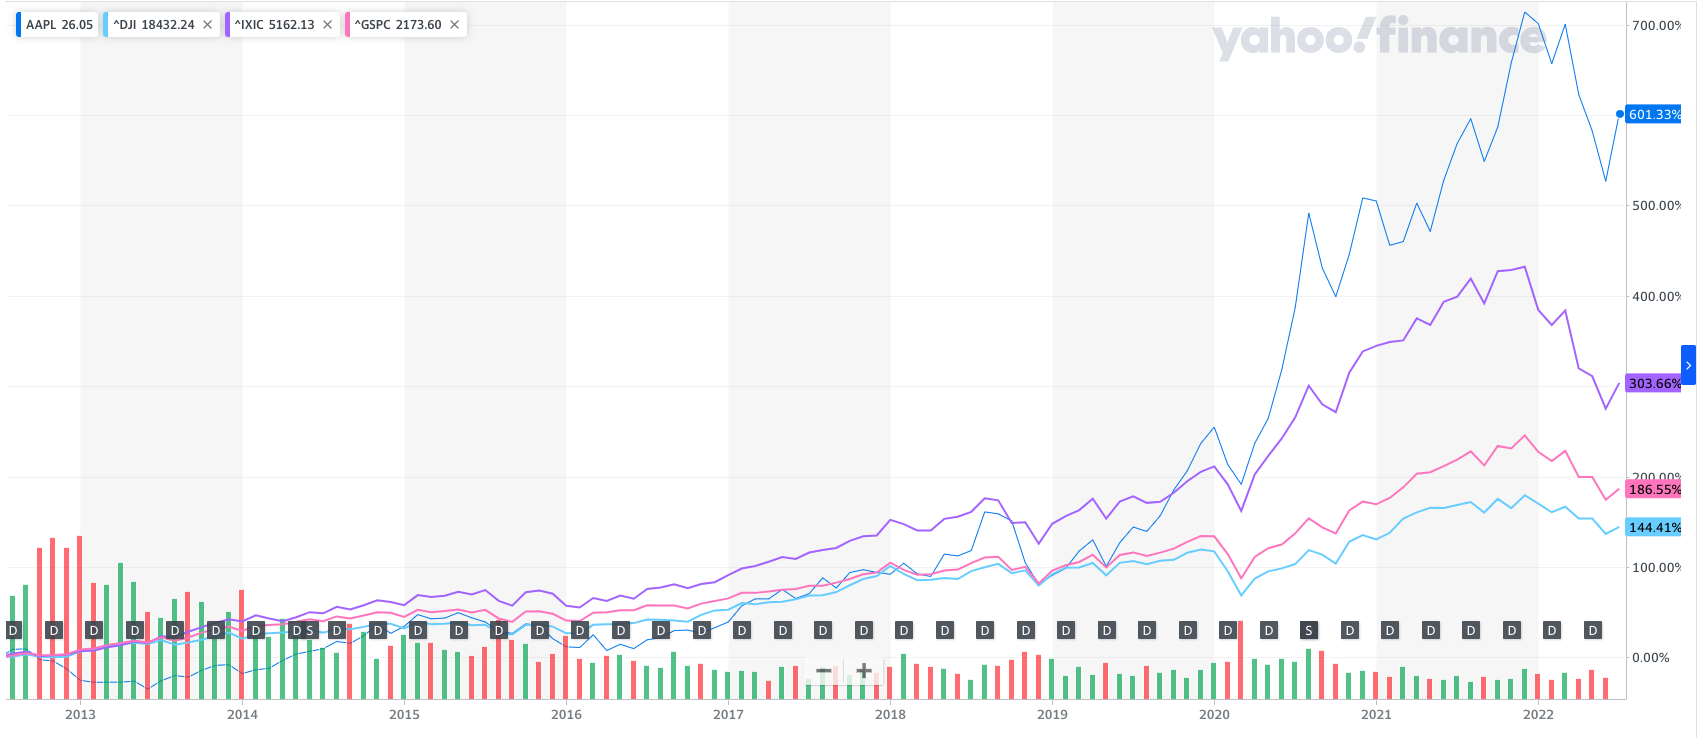 AAPL 26.05 ^DJI 18432.24 ^IXIC 5162.13 ^GSPC 2173.60
yahoo!finance
700.00%
601.33%
500.00%
400.00%
303.66%
200.00%
186.55%
144.41%
100.00%
D D D D D D D D S D D D D D D D D D D D D D D D D D D D D D D D D S D D D D D D D
0.00%
2013 2014 2015 2016 2017 2018 2019 2020 2021 2022